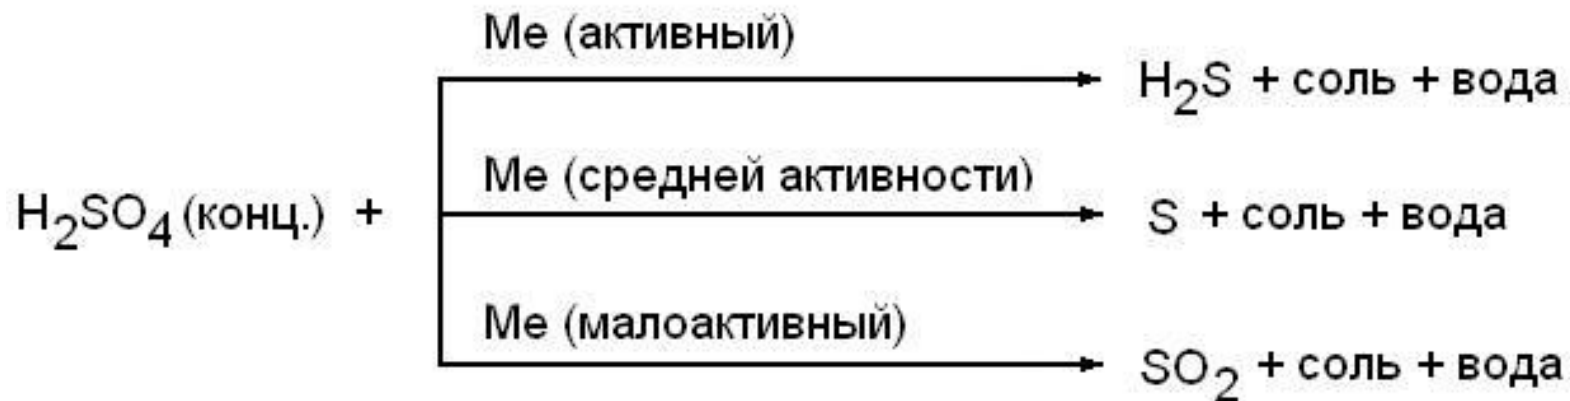 Ме (активный)
H2S + соль + вода
Ме (средней активности)
H2SO4 (конц.) +
S + соль + вода
Ме (малоактивный)
SO2 + соль + вода